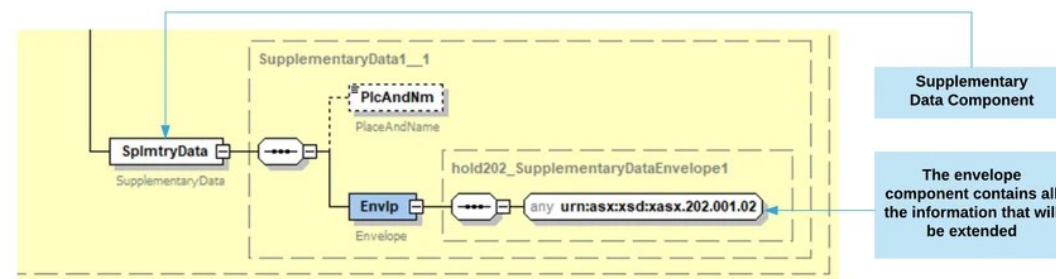 SupplementaryData1__1
PlcAndNm
PlaceAndName
Supplementary
Data Component
SplmtryData
SupplementaryData
hold202_SupplementaryDataEnvelope1
Envlp
any urn:asx:xsd:xasx.202.001.02
Envelope
The envelope
component contains all
the information that will
be extended